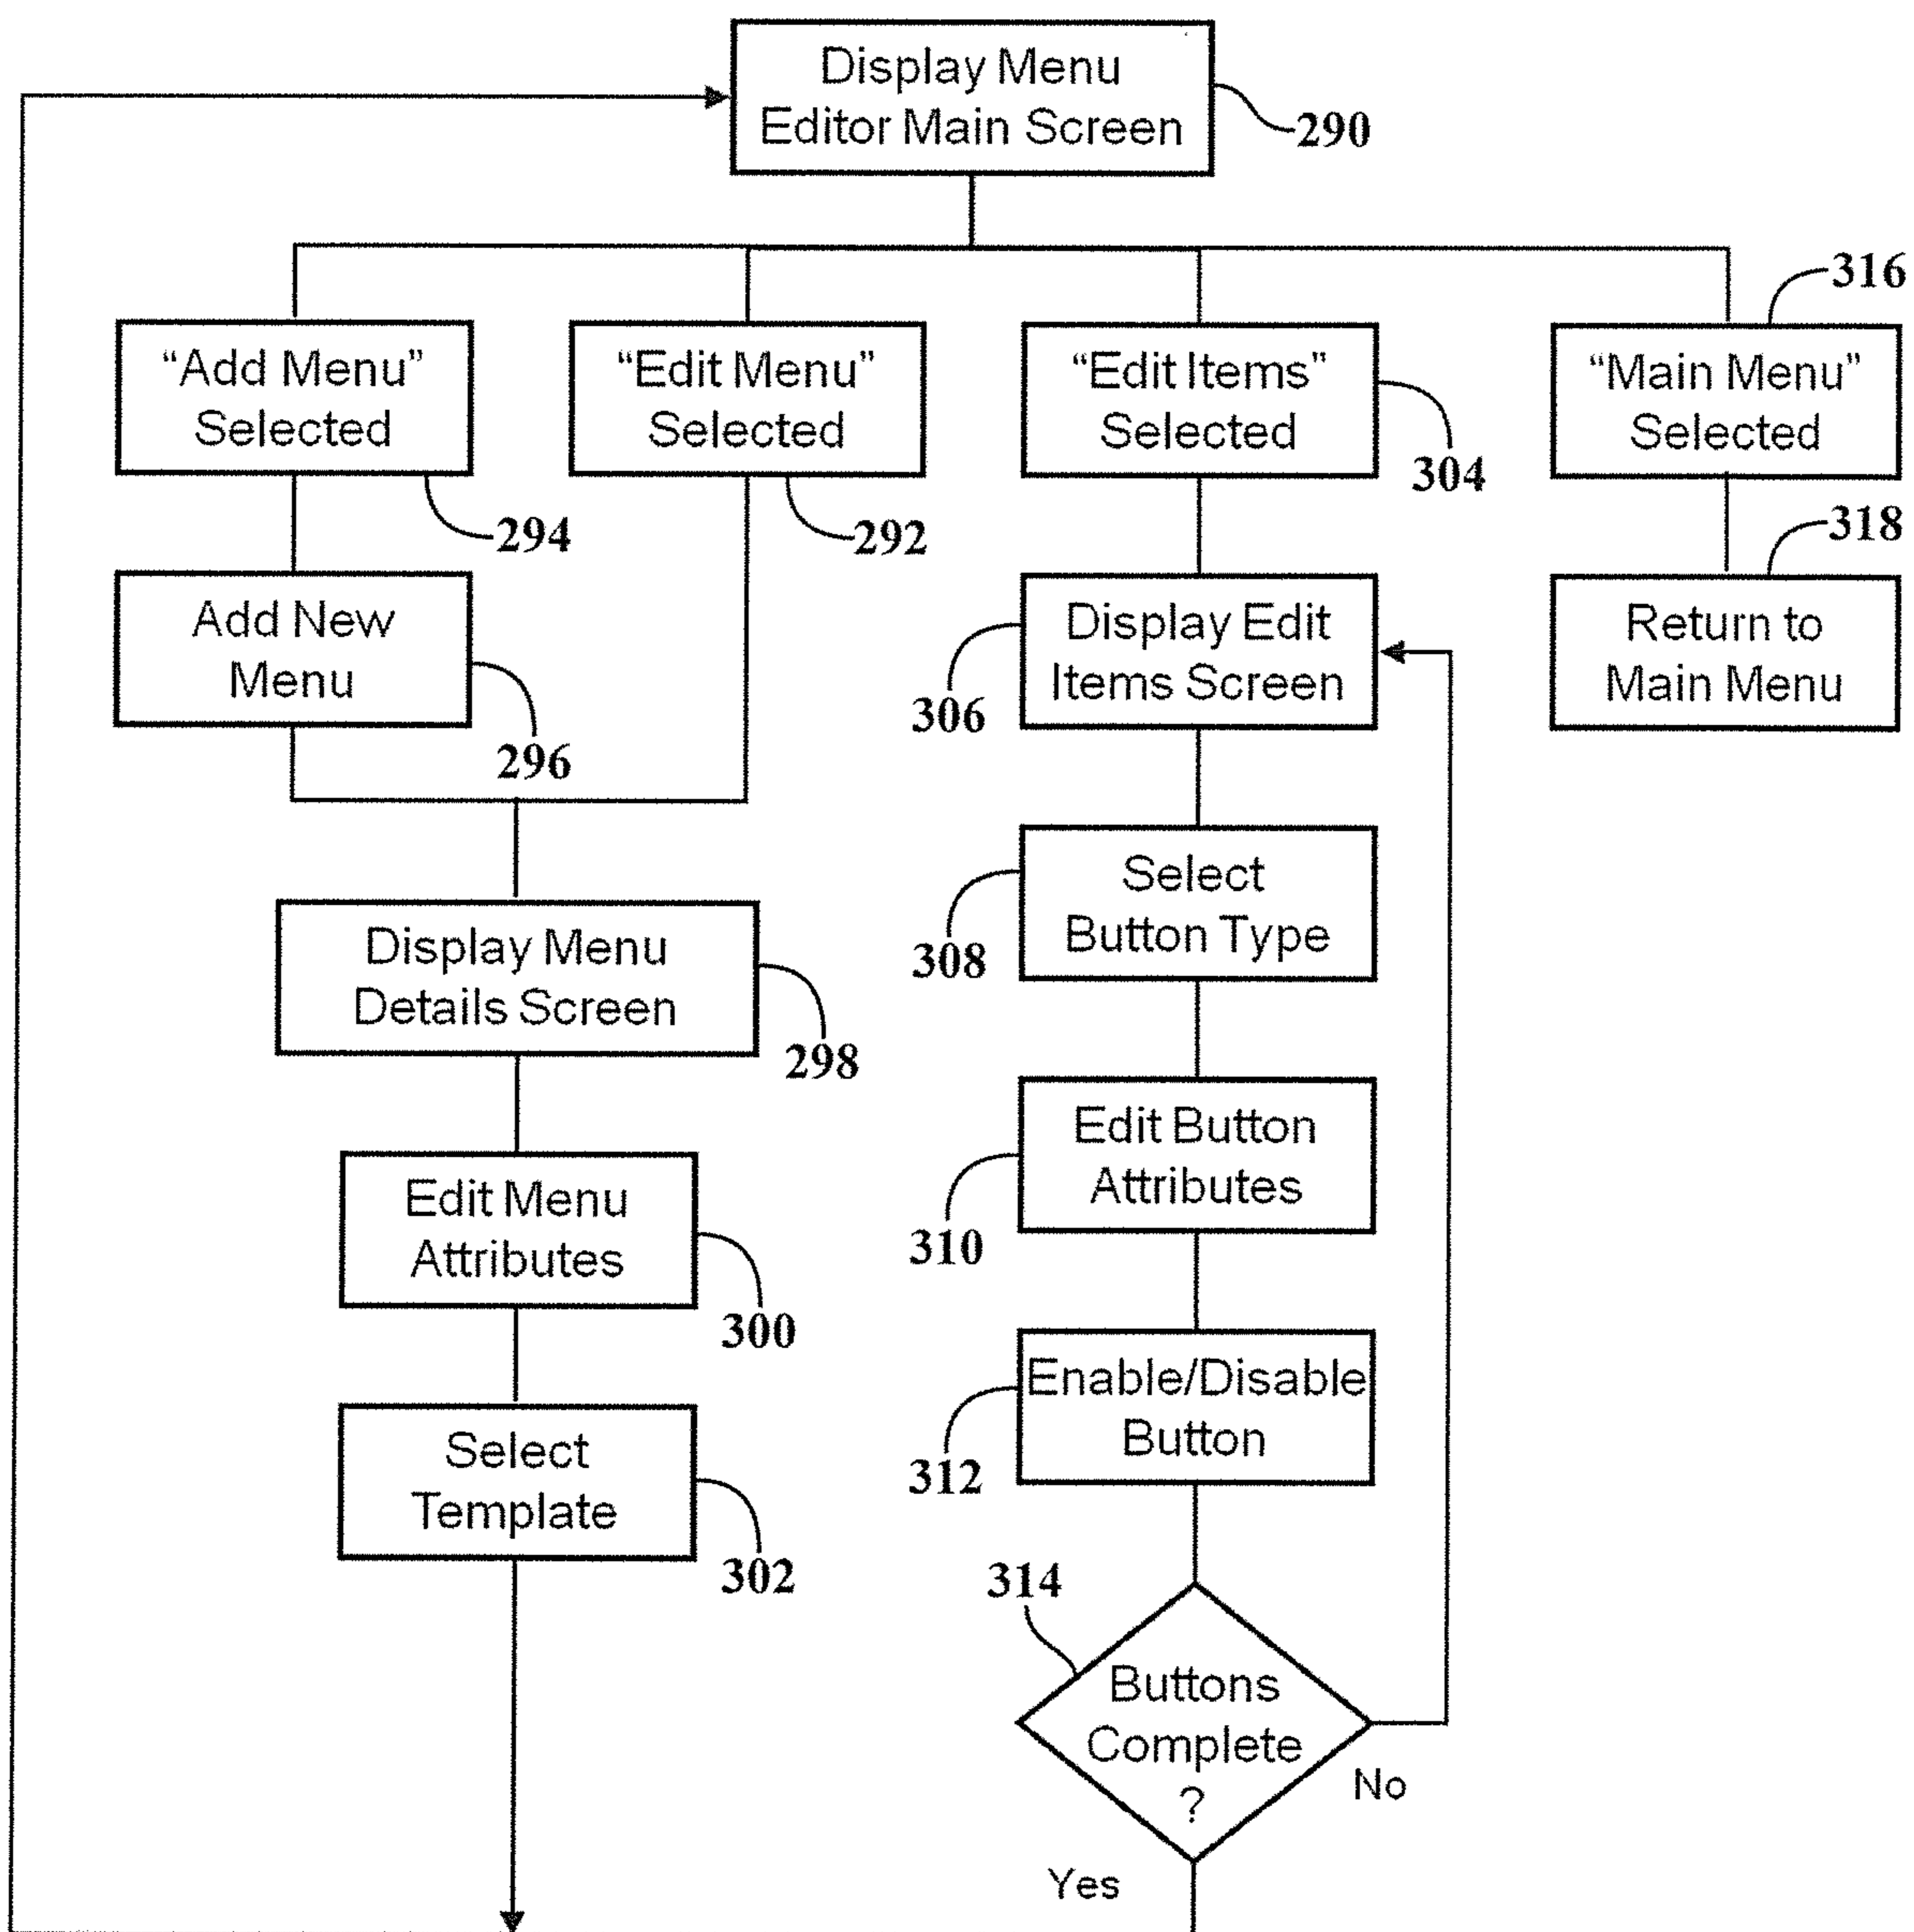 Display Menu
Editor Main Screen
290
316
“Add Menu”
Selected
“Edit Menu”
Selected
“Edit Items”
Selected
“Main Menu”
Selected
294
292
304
318
Add New
Menu
Display Edit
Items Screen
Return to
Main Menu
296
306
Select
Button Type
308
Display Menu
Details Screen
298
Edit Button
Attributes
310
Edit Menu
Attributes
300
Enable/Disable
Button
312
Select
Template
302
314
Buttons
Complete
?
No
Yes